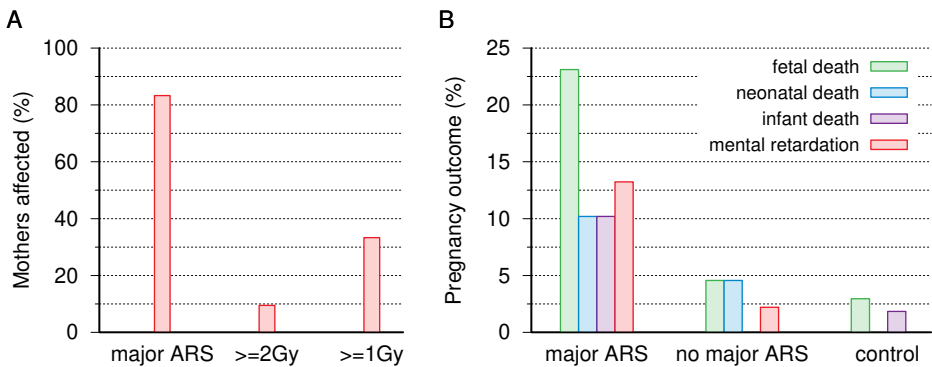 A
Mothers affected (%)
100
80
60
40
20
0
major ARS
>=2Gy
>=1Gy
B
Pregnancy outcome (%)
25
20
15
10
5
0
fetal death
neonatal death
infant death
mental retardation
major ARS
no major ARS
control